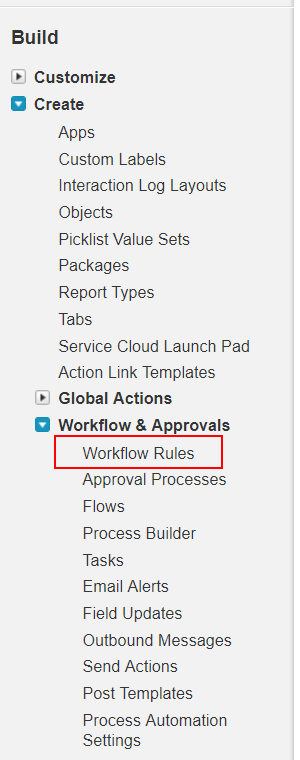 Build
Customize
Create
Apps
Custom Labels
Interaction Log Layouts
Objects
Picklist Value Sets
Packages
Report Types
Tabs
Service Cloud Launch Pad
Action Link Templates
Global Actions
Workflow & Approvals
Workflow Rules
Approval Processes
Flows
Process Builder
Tasks
Email Alerts
Field Updates
Outbound Messages
Send Actions
Post Templates
Process Automation
Settings